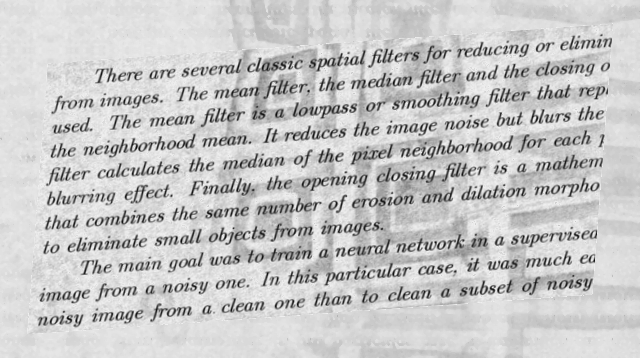 There are several classic spatial filters for reducing or elimin
from images. The mean filter, the median filter and the closing o
used. The mean filter is a lowpass or smoothing filter that repl
the neighborhood mean. It reduces the image noise but blurs the
filter calculates the median of the pixel neighborhood for each p
blurring effect. Finally, the opening closing filter is a mathem
that combines the same number of erosion and dilation morpho
to eliminate small objects from images.
The main goal was to train a neural network in a supervised
image from a noisy one. In this particular case, it was much ea
noisy image from a clean one than to clean a subset of noisy